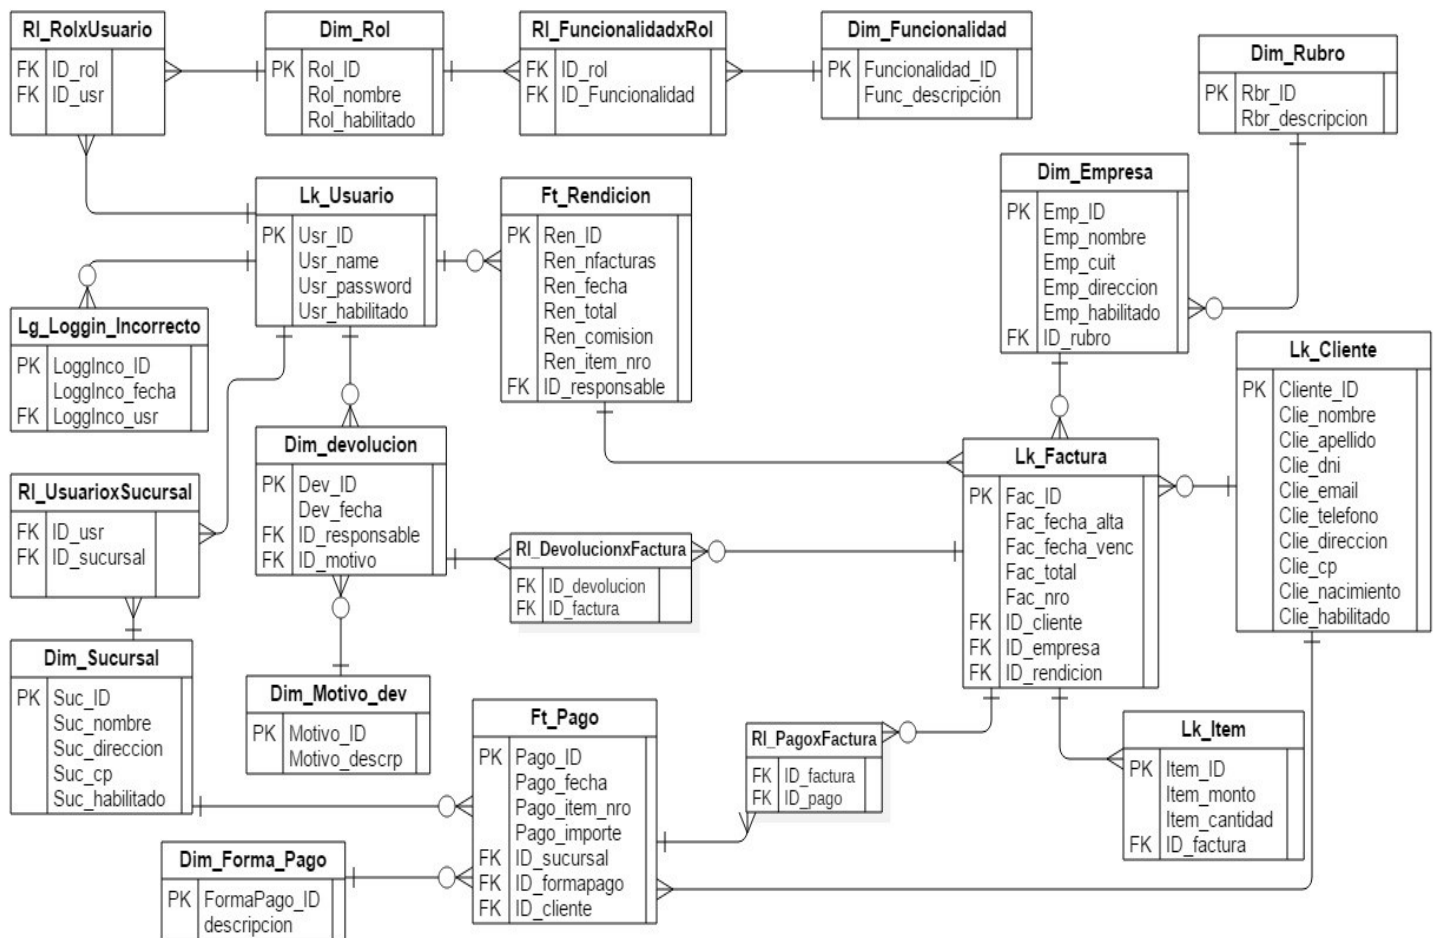 Rl_RolxUsuario
FK ID_rol
FK ID_usr
Dim_Rol
PK Rol_ID
Rol_nombre
Rol_habilitado
Rl_FuncionalidadxRol
FK ID_rol
FK ID_Funcionalidad
Dim_Funcionalidad
PK Funcionalidad_ID
Func_descripción
Dim_Rubro
PK Rbr_ID
Rbr_descripcion
Lk_Usuario
PK Usr_ID
Usr_name
Usr_password
Usr_habilitado
Ft_Rendicion
PK Ren_ID
Ren_nfacturas
Ren_fecha
Ren_total
Ren_comision
Ren_item_nro
FK ID_responsable
Dim_Empresa
PK Emp_ID
Emp_nombre
Emp_cuit
Emp_direccion
Emp_habilitado
FK ID_rubro
Lg_Loggin_Incorrecto
PK LoggInco_ID
LoggInco_fecha
FK LoggInco_usr
Lk_Cliente
PK Cliente_ID
Clie_nombre
Clie_apellido
Clie_dni
Clie_email
Clie_telefono
Clie_direccion
Clie_cp
Clie_nacimiento
Clie_habilitado
Dim_devolucion
PK Dev_ID
Dev_fecha
FK ID_responsable
FK ID_motivo
Lk_Factura
PK Fac_ID
Fac_fecha_alta
Fac_fecha_venc
Fac_total
Fac_nro
FK ID_cliente
FK ID_empresa
FK ID_rendicion
Rl_UsuarioxSucursal
FK ID_usr
FK ID_sucursal
Rl_DevolucionxFactura
FK ID_devolucion
FK ID_factura
Dim_Sucursal
PK Suc_ID
Suc_nombre
Suc_direccion
Suc_cp
Suc_habilitado
Dim_Motivo_dev
PK Motivo_ID
Motivo_descrp
Ft_Pago
PK Pago_ID
Pago_fecha
Pago_item_nro
Pago_importe
FK ID_sucursal
FK ID_formapago
FK ID_cliente
Rl_PagoxFactura
FK ID_factura
FK ID_pago
Lk_Item
PK Item_ID
Item_monto
Item_cantidad
FK ID_factura
Dim_Forma_Pago
PK FormaPago_ID
descripcion